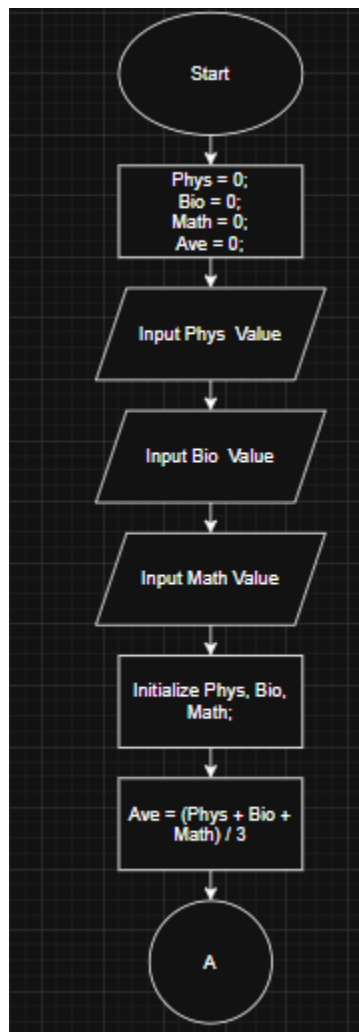 Start
Phys = 0;
Bio = 0;
Math = 0;
Ave = 0;
Input Phys Value
Input Bio Value
Input Math Value
Initialize Phys, Bio,
Math;
Ave = (Phys + Bio +
Math) / 3
A